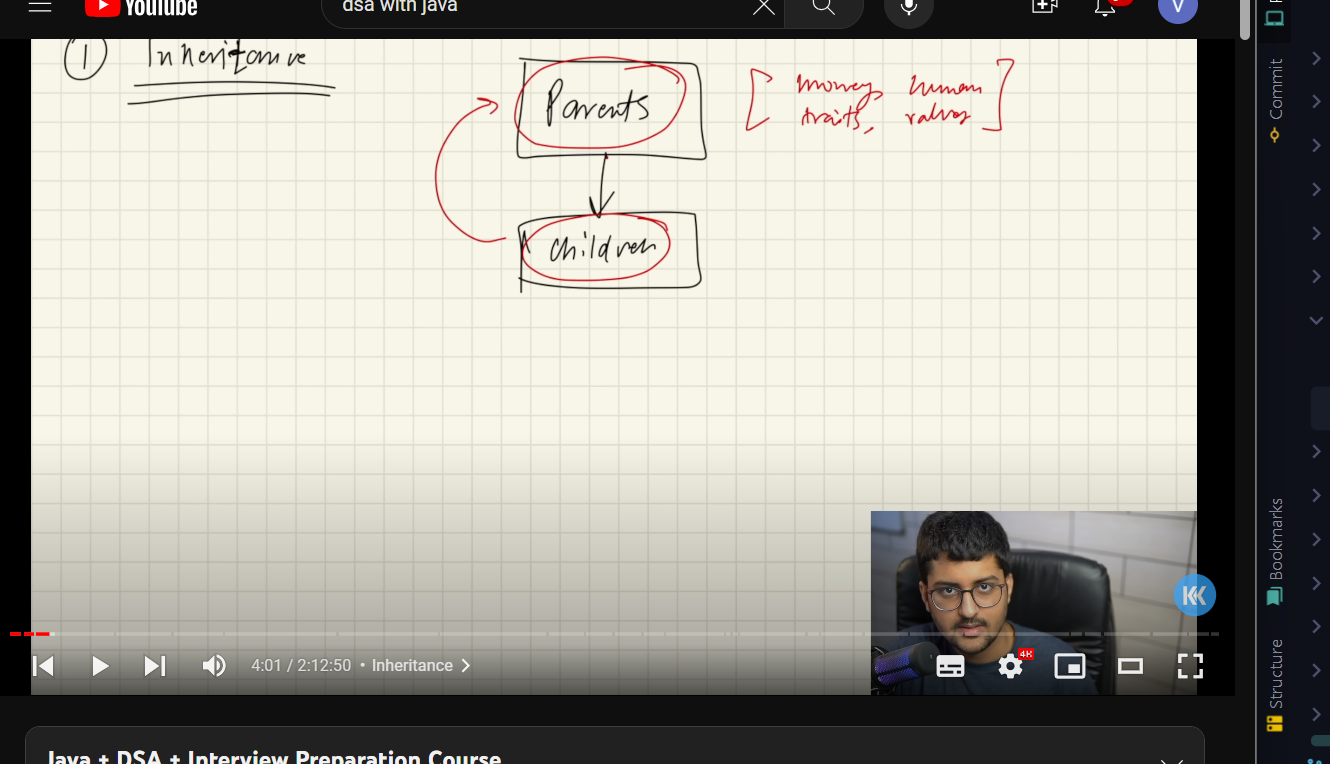 YouTube
dsa with java
V
① Inheritance
Parents
money, human
traits, values
Children
Commit
Bookmarks
Structure
4:01 / 2:12:50 • Inheritance
4K
Java + DSA + Interview Preparation Course